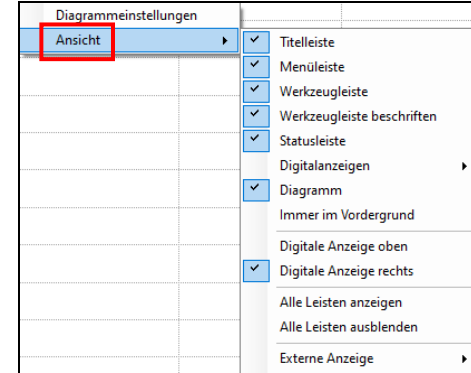 Diagrammeinstellungen
Ansicht
Titelleiste
Menüleiste
Werkzeugleiste
Werkzeugleiste beschriften
Statusleiste
Digitalanzeigen
Diagramm
Immer im Vordergrund
Digitale Anzeige oben
Digitale Anzeige rechts
Alle Leisten anzeigen
Alle Leisten ausblenden
Externe Anzeige